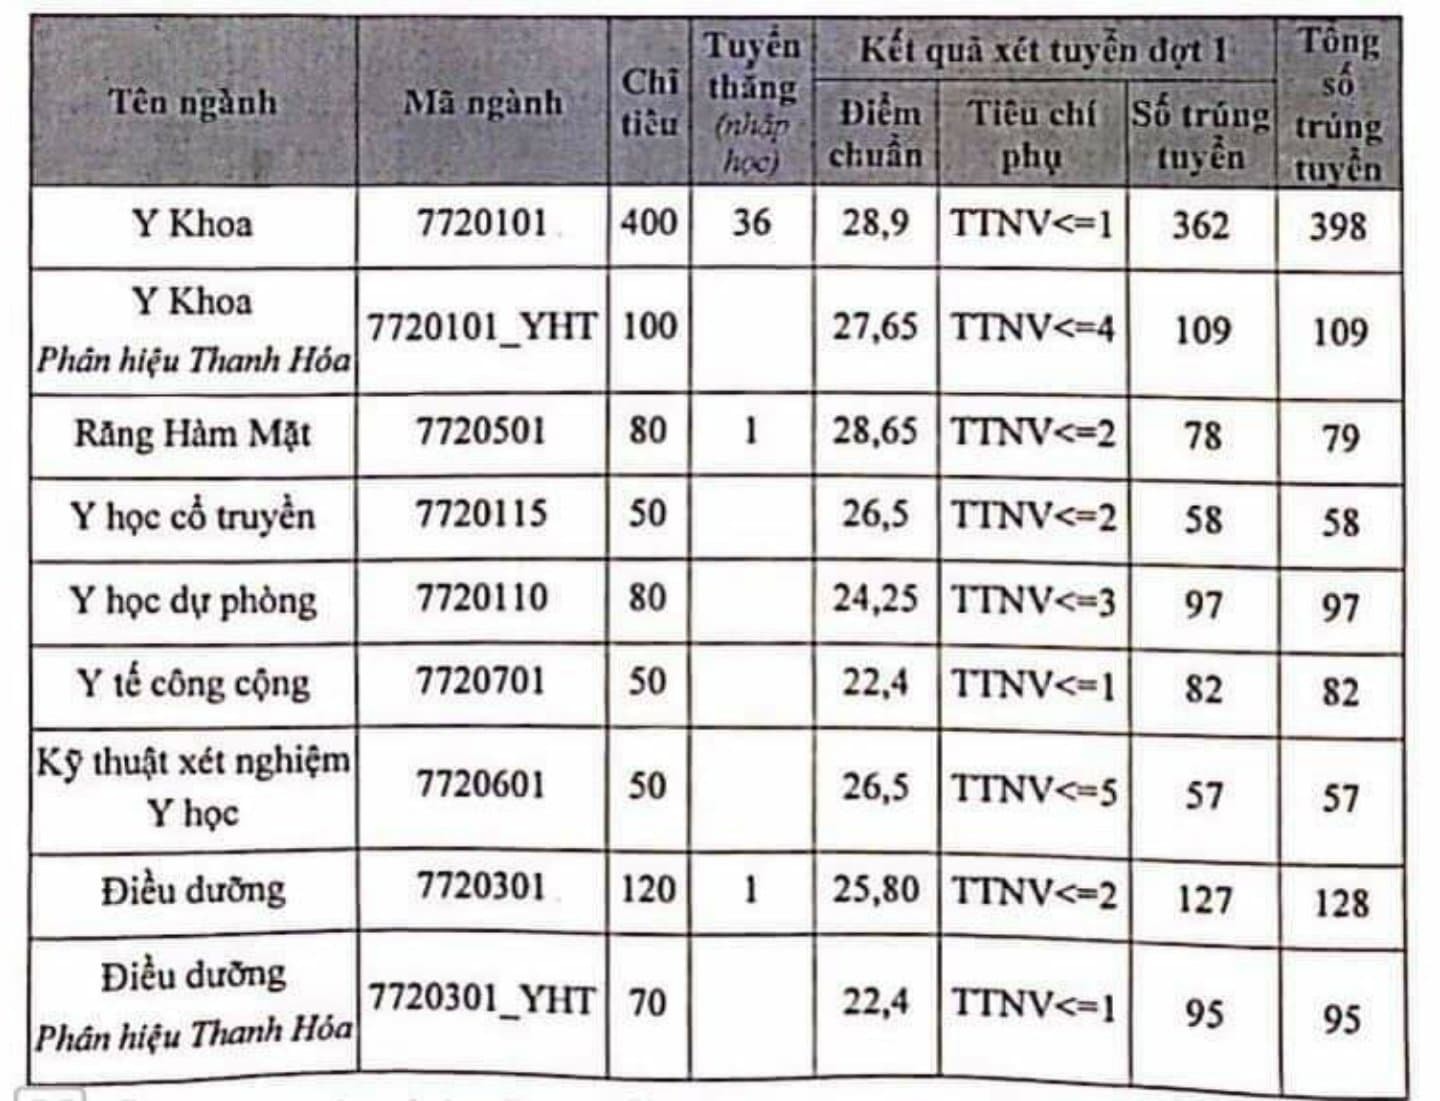 Tên ngành Mã ngành Chỉ tiêu Tuyển thẳng (nhập học) Kết quả xét tuyển đợt 1 Tổng số trúng tuyển
Điểm chuẩn Tiêu chí phụ Số trúng tuyển
Y Khoa 7720101 400 36 28,9 TTNV<=1 362 398
Y Khoa
Phân hiệu Thanh Hóa 7720101_YHT 100 27,65 TTNV<=4 109 109
Răng Hàm Mặt 7720501 80 1 28,65 TTNV<=2 78 79
Y học cổ truyền 7720115 50 26,5 TTNV<=2 58 58
Y học dự phòng 7720110 80 24,25 TTNV<=3 97 97
Y tế công cộng 7720701 50 22,4 TTNV<=1 82 82
Kỹ thuật xét nghiệm
Y học 7720601 50 26,5 TTNV<=5 57 57
Điều dưỡng 7720301 120 1 25,80 TTNV<=2 127 128
Điều dưỡng
Phân hiệu Thanh Hóa 7720301_YHT 70 22,4 TTNV<=1 95 95